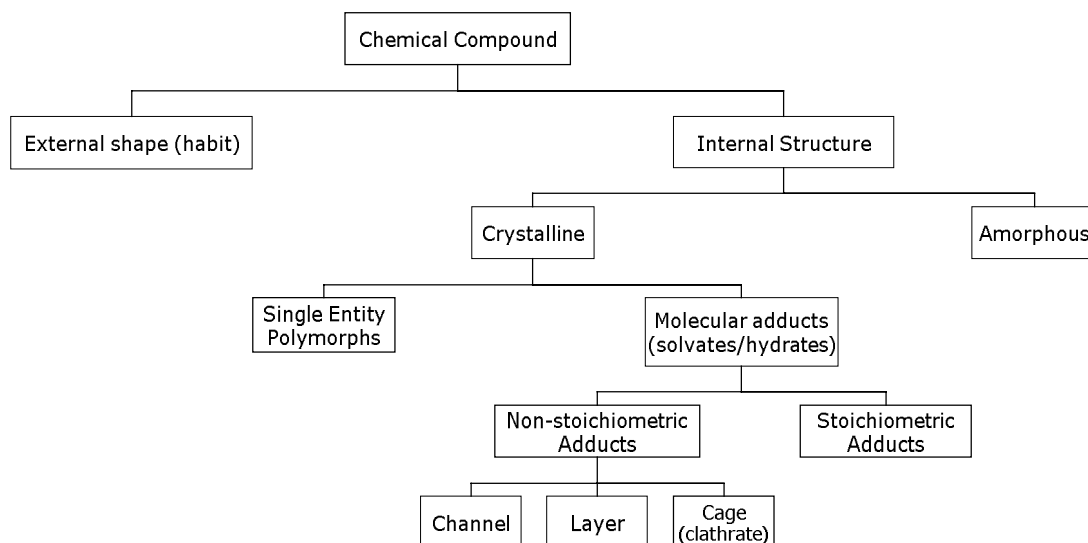 Chemical Compound
External shape (habit)
Internal Structure
Crystalline
Amorphous
Single Entity
Polymorphs
Molecular adducts
(solvates/hydrates)
Non-stoichiometric
Adducts
Stoichiometric
Adducts
Channel
Layer
Cage
(clathrate)